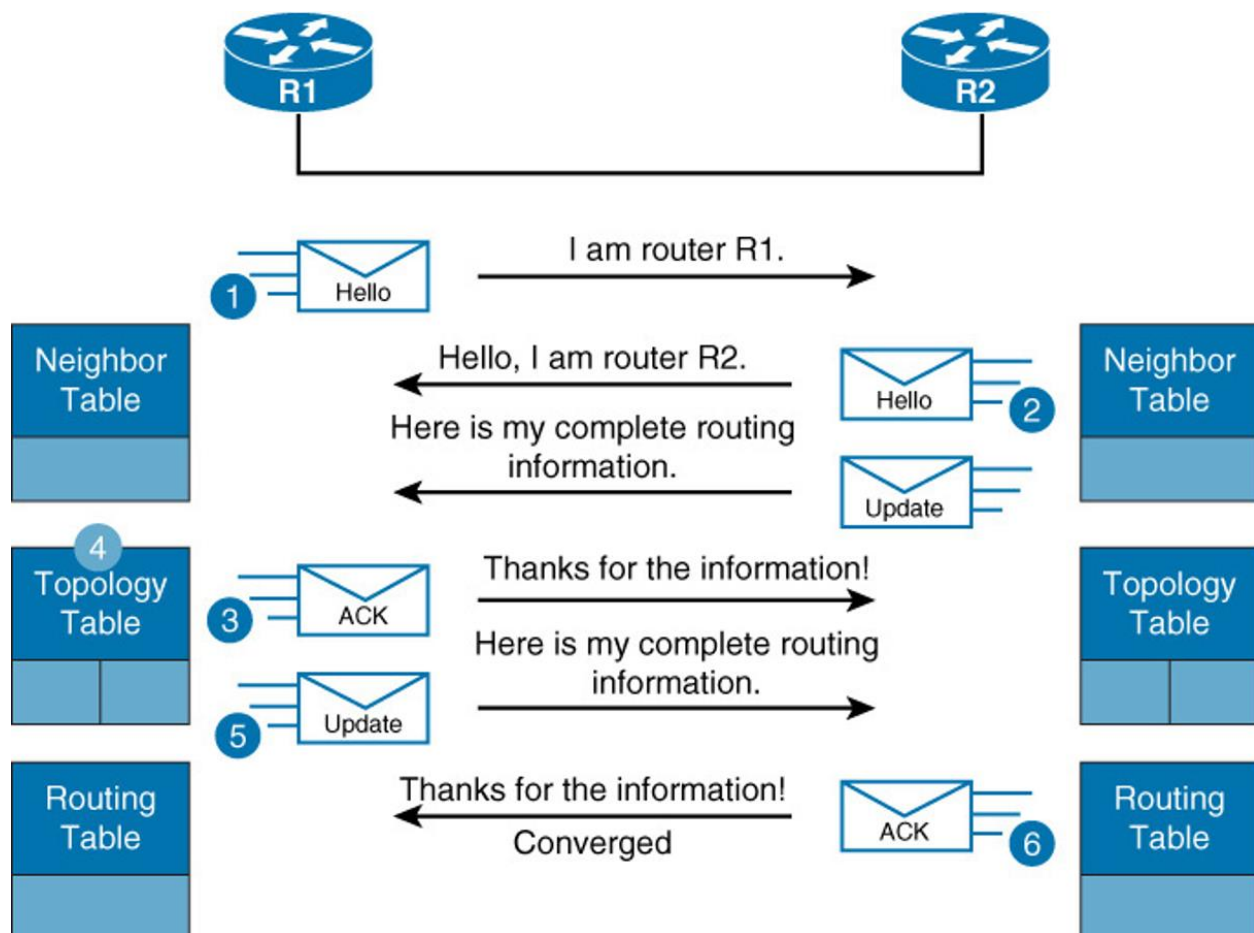 R1
R2
I am router R1.
1
Hello
Neighbor
Table
Hello, I am router R2.
Hello
2
Neighbor
Table
Here is my complete routing
information.
Update
4
Topology
Table
3
ACK
Thanks for the information!
Topology
Table
Here is my complete routing
information.
5
Update
Routing
Table
Thanks for the information!
Converged
ACK
6
Routing
Table